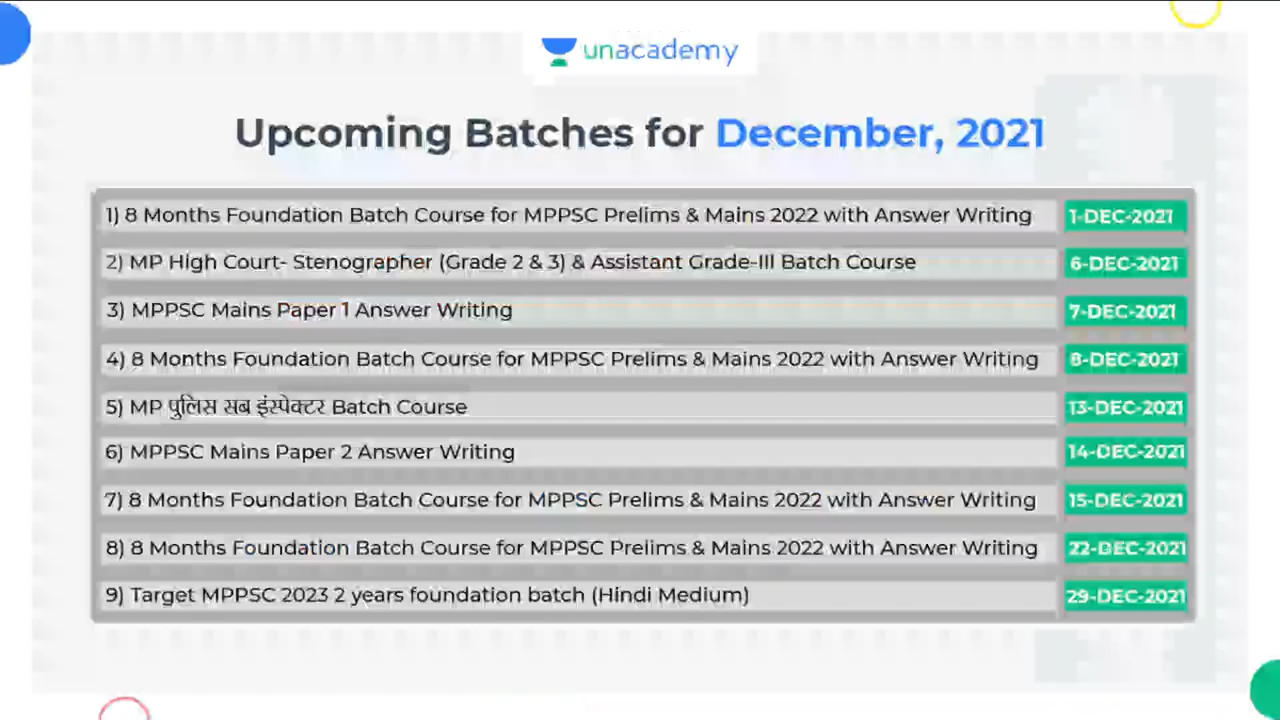 unacademy
Upcoming Batches for December, 2021
1) 8 Months Foundation Batch Course for MPPSC Prelims & Mains 2022 with Answer Writing 1-DEC-2021
2) MP High Court- Stenographer (Grade 2 & 3) & Assistant Grade-III Batch Course 6-DEC-2021
3) MPPSC Mains Paper 1 Answer Writing 7-DEC-2021
4) 8 Months Foundation Batch Course for MPPSC Prelims & Mains 2022 with Answer Writing 8-DEC-2021
5) MP पुलिस सब इंस्पेक्टर Batch Course 13-DEC-2021
6) MPPSC Mains Paper 2 Answer Writing 14-DEC-2021
7) 8 Months Foundation Batch Course for MPPSC Prelims & Mains 2022 with Answer Writing 15-DEC-2021
8) 8 Months Foundation Batch Course for MPPSC Prelims & Mains 2022 with Answer Writing 22-DEC-2021
9) Target MPPSC 2023 2 years foundation batch (Hindi Medium) 29-DEC-2021